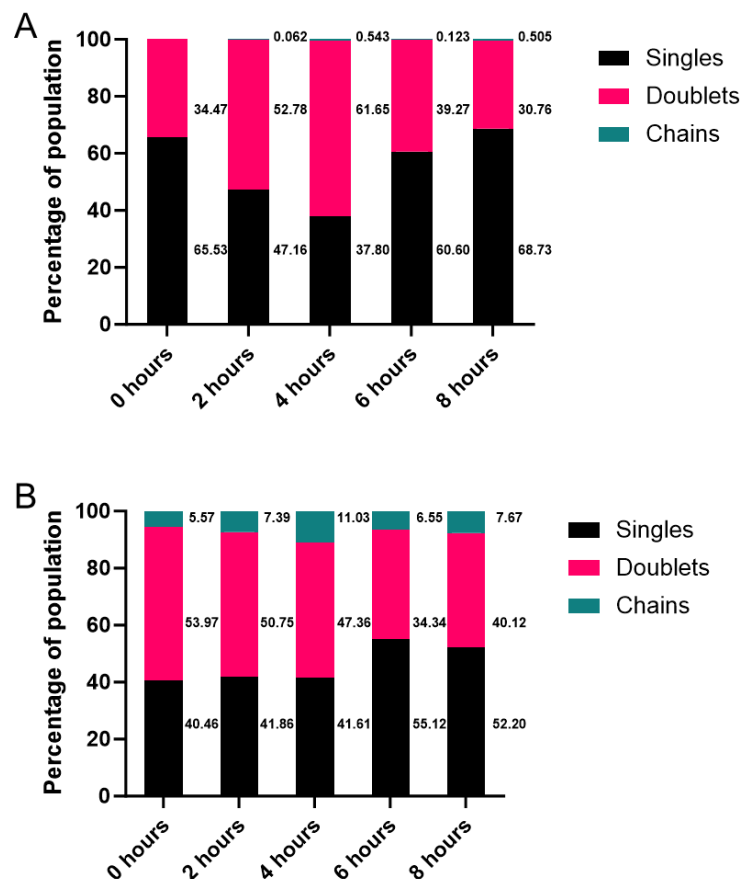 A
Percentage of population
100
80
60
40
20
0
0.062 0.543 0.123 0.505
34.47 52.78 61.65 39.27 30.76
65.53 47.16 37.80 60.60 68.73
0 hours
2 hours
4 hours
6 hours
8 hours
Singles
Doublets
Chains
B
Percentage of population
100
80
60
40
20
0
5.57 7.39 11.03 6.55 7.67
53.97 50.75 47.36 34.34 40.12
40.46 41.86 41.61 55.12 52.20
0 hours
2 hours
4 hours
6 hours
8 hours
Singles
Doublets
Chains